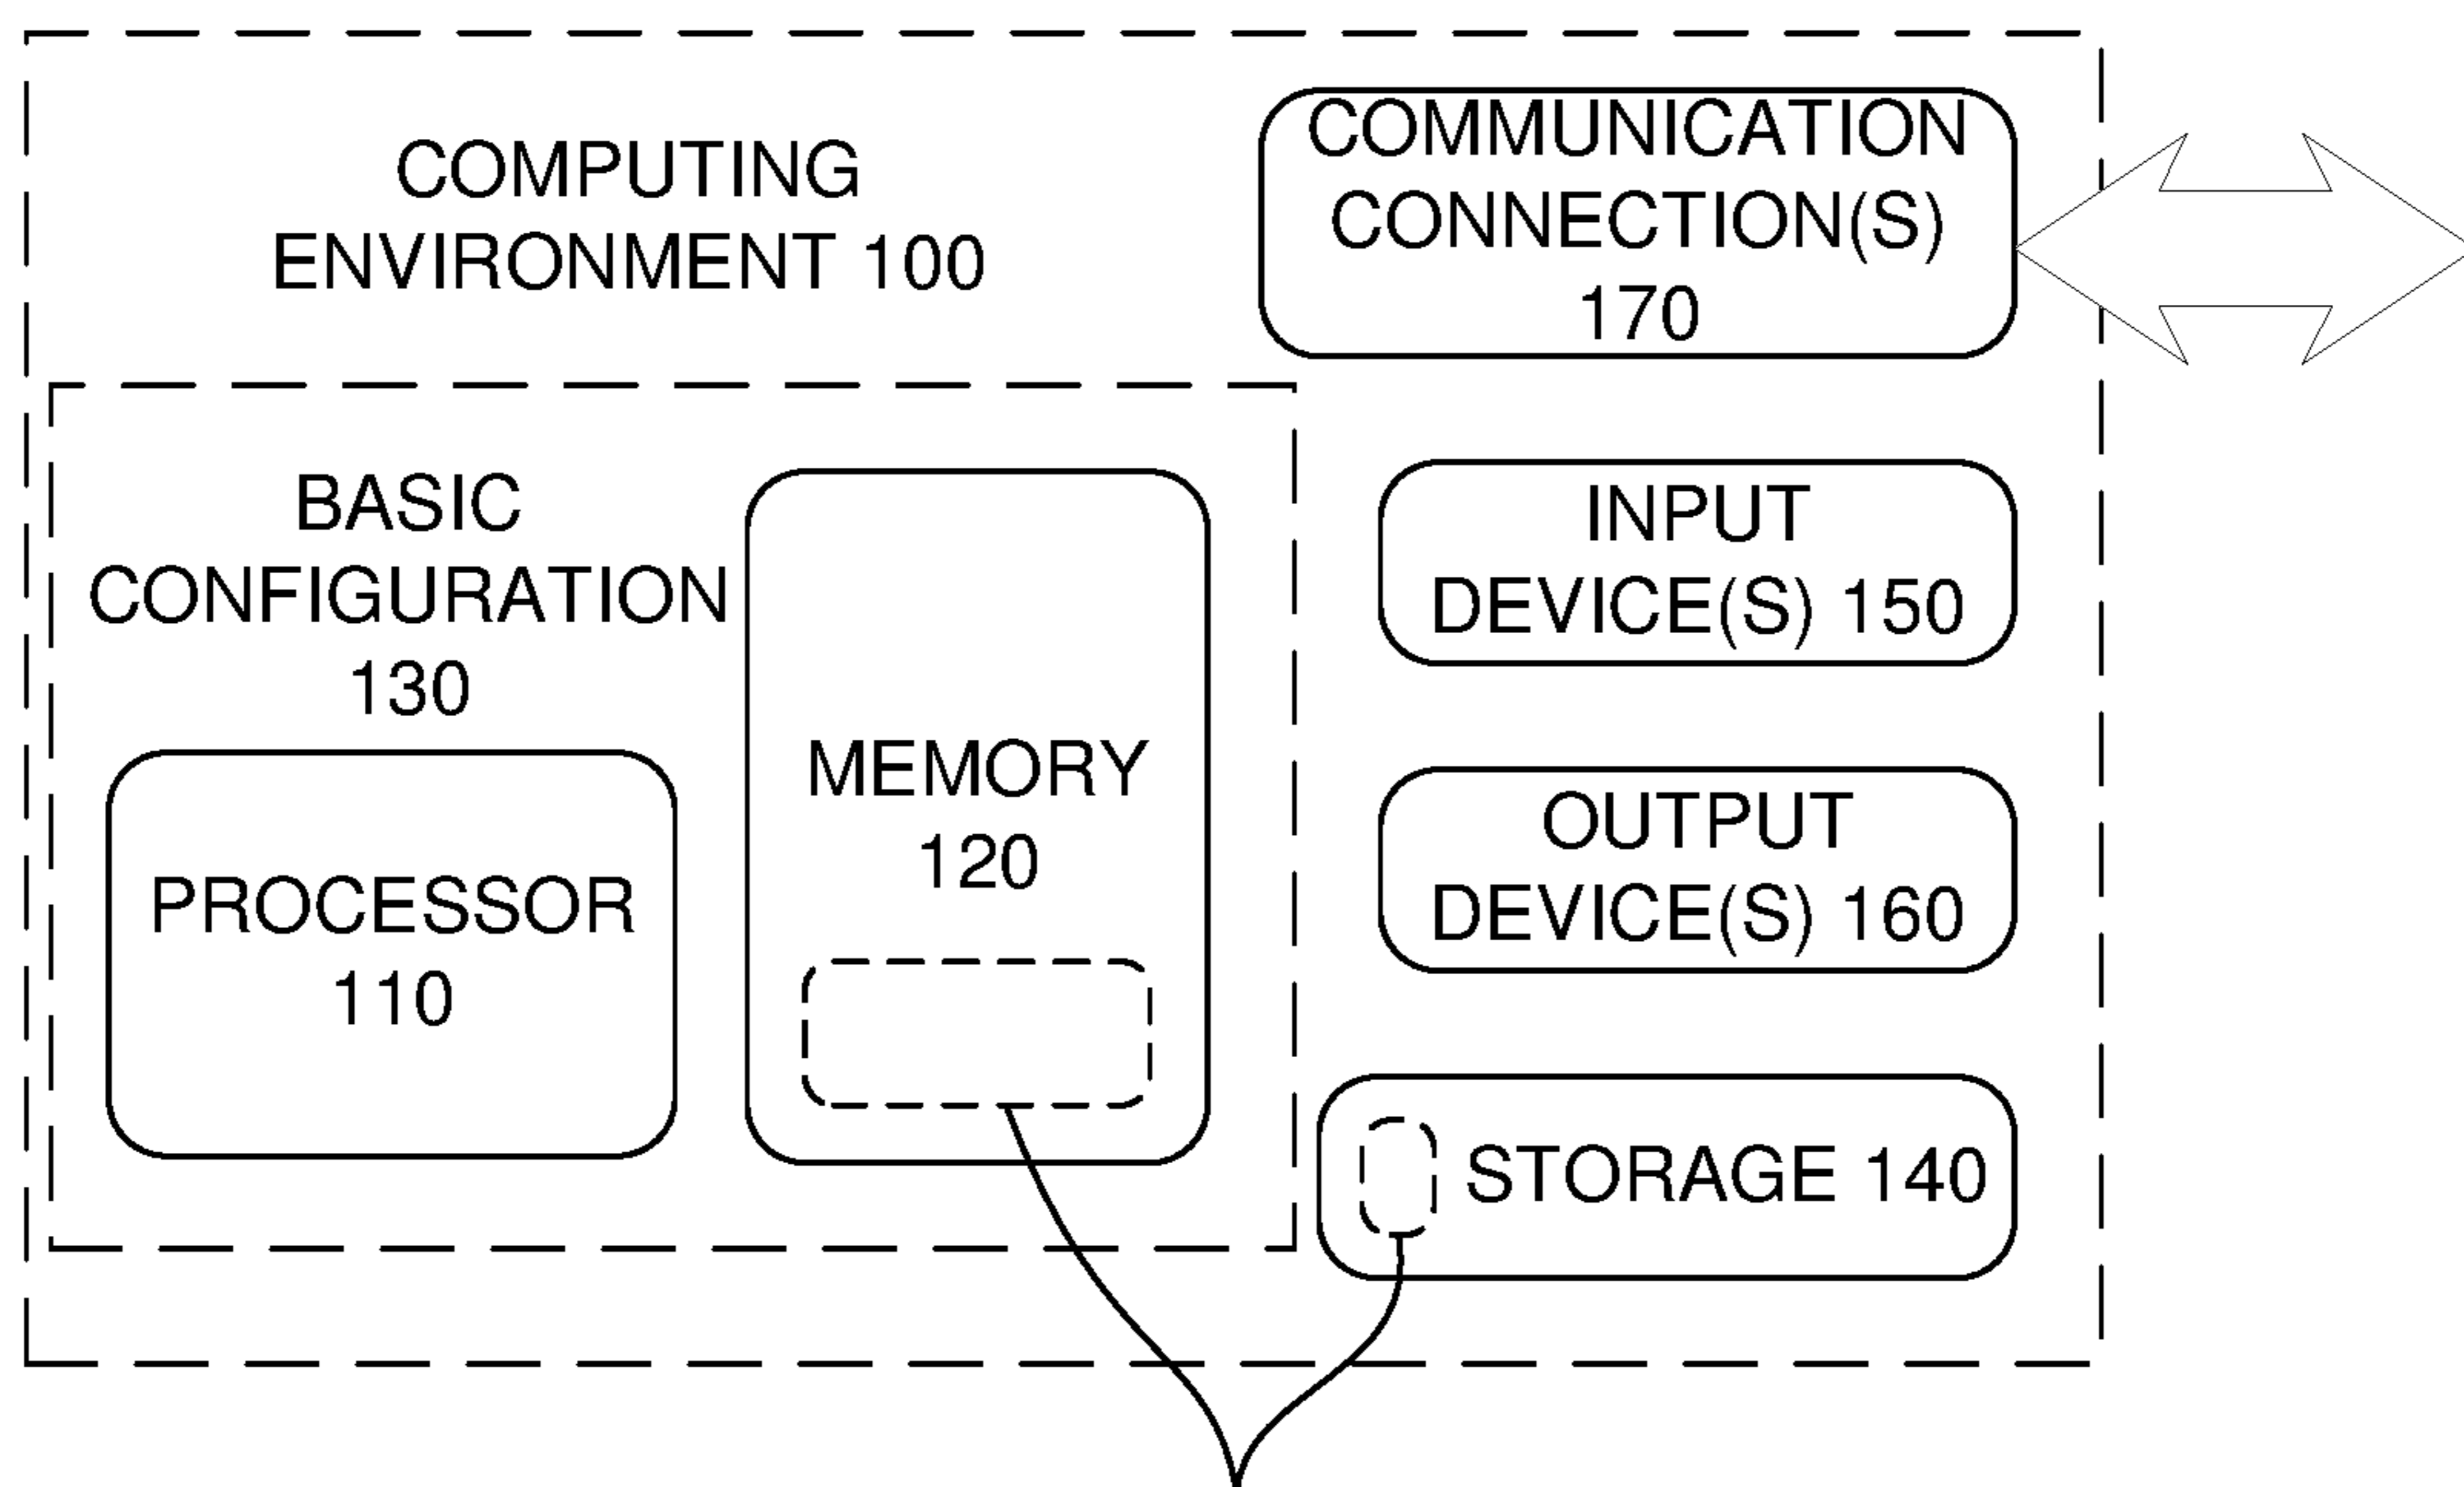 COMPUTING
ENVIRONMENT 100
COMMUNICATION
CONNECTION(S)
170
BASIC
CONFIGURATION
130
PROCESSOR
110
MEMORY
120
INPUT
DEVICE(S) 150
OUTPUT
DEVICE(S) 160
STORAGE 140